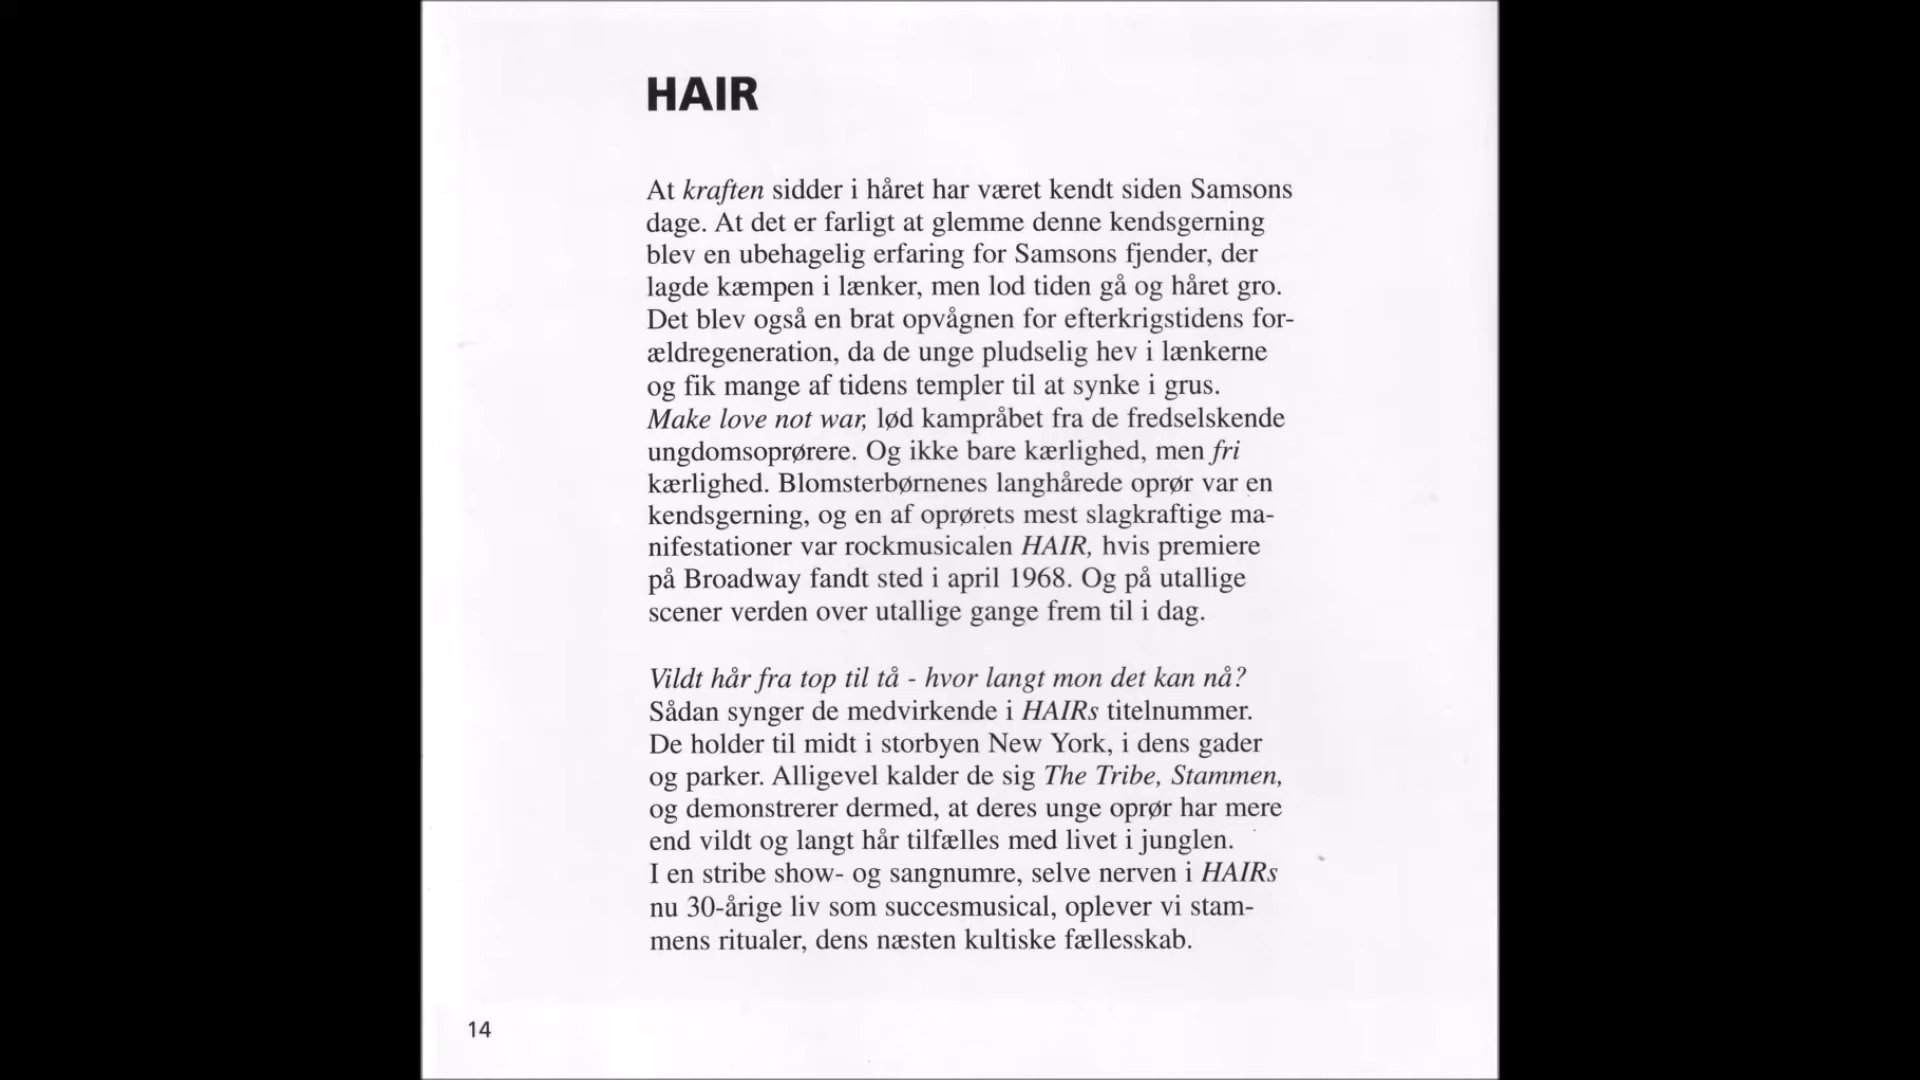 HAIR
At kraften sidder i håret har været kendt siden Samsons
dage. At det er farligt at glemme denne kendsgerning
blev en ubehagelig erfaring for Samsons fjender, der
lagde kæmpen i lænker, men lod tiden gå og håret gro.
Det blev også en brat opvågnen for efterkrigstidens for-
ældregeneration, da de unge pludselig hev i lænkerne
og fik mange af tidens templer til at synke i grus.
Make love not war, lød kampråbet fra de fredselskende
ungdomsoprørere. Og ikke bare kærlighed, men fri
kærlighed. Blomsterbørnenes langhårede oprør var en
kendsgerning, og en af oprørets mest slagkraftige ma-
nifestationer var rockmusicalen HAIR, hvis premiere
på Broadway fandt sted i april 1968. Og på utallige
scener verden over utallige gange frem til i dag.
Vildt hår fra top til tå - hvor langt mon det kan nå?
Sådan synger de medvirkende i HAIRs titelnummer.
De holder til midt i storbyen New York, i dens gader
og parker. Alligevel kalder de sig The Tribe, Stammen,
og demonstrerer dermed, at deres unge oprør har mere
end vildt og langt hår tilfælles med livet i junglen.
I en stribe show- og sangnumre, selve nerven i HAIRs
nu 30-årige liv som succesmusical, oplever vi stam-
mens ritualer, dens næsten kultiske fællesskab.
14